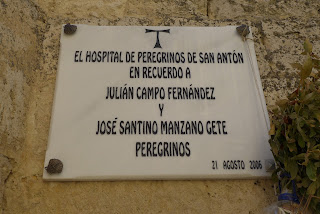 EL HOSPITAL DE PEREGRINOS DE SAN ANTÓN
EN RECUERDO A
JULIÁN CAMPO FERNÁNDEZ
Y
JOSÉ SANTINO MANZANO GETE
PEREGRINOS
21 AGOSTO 2006